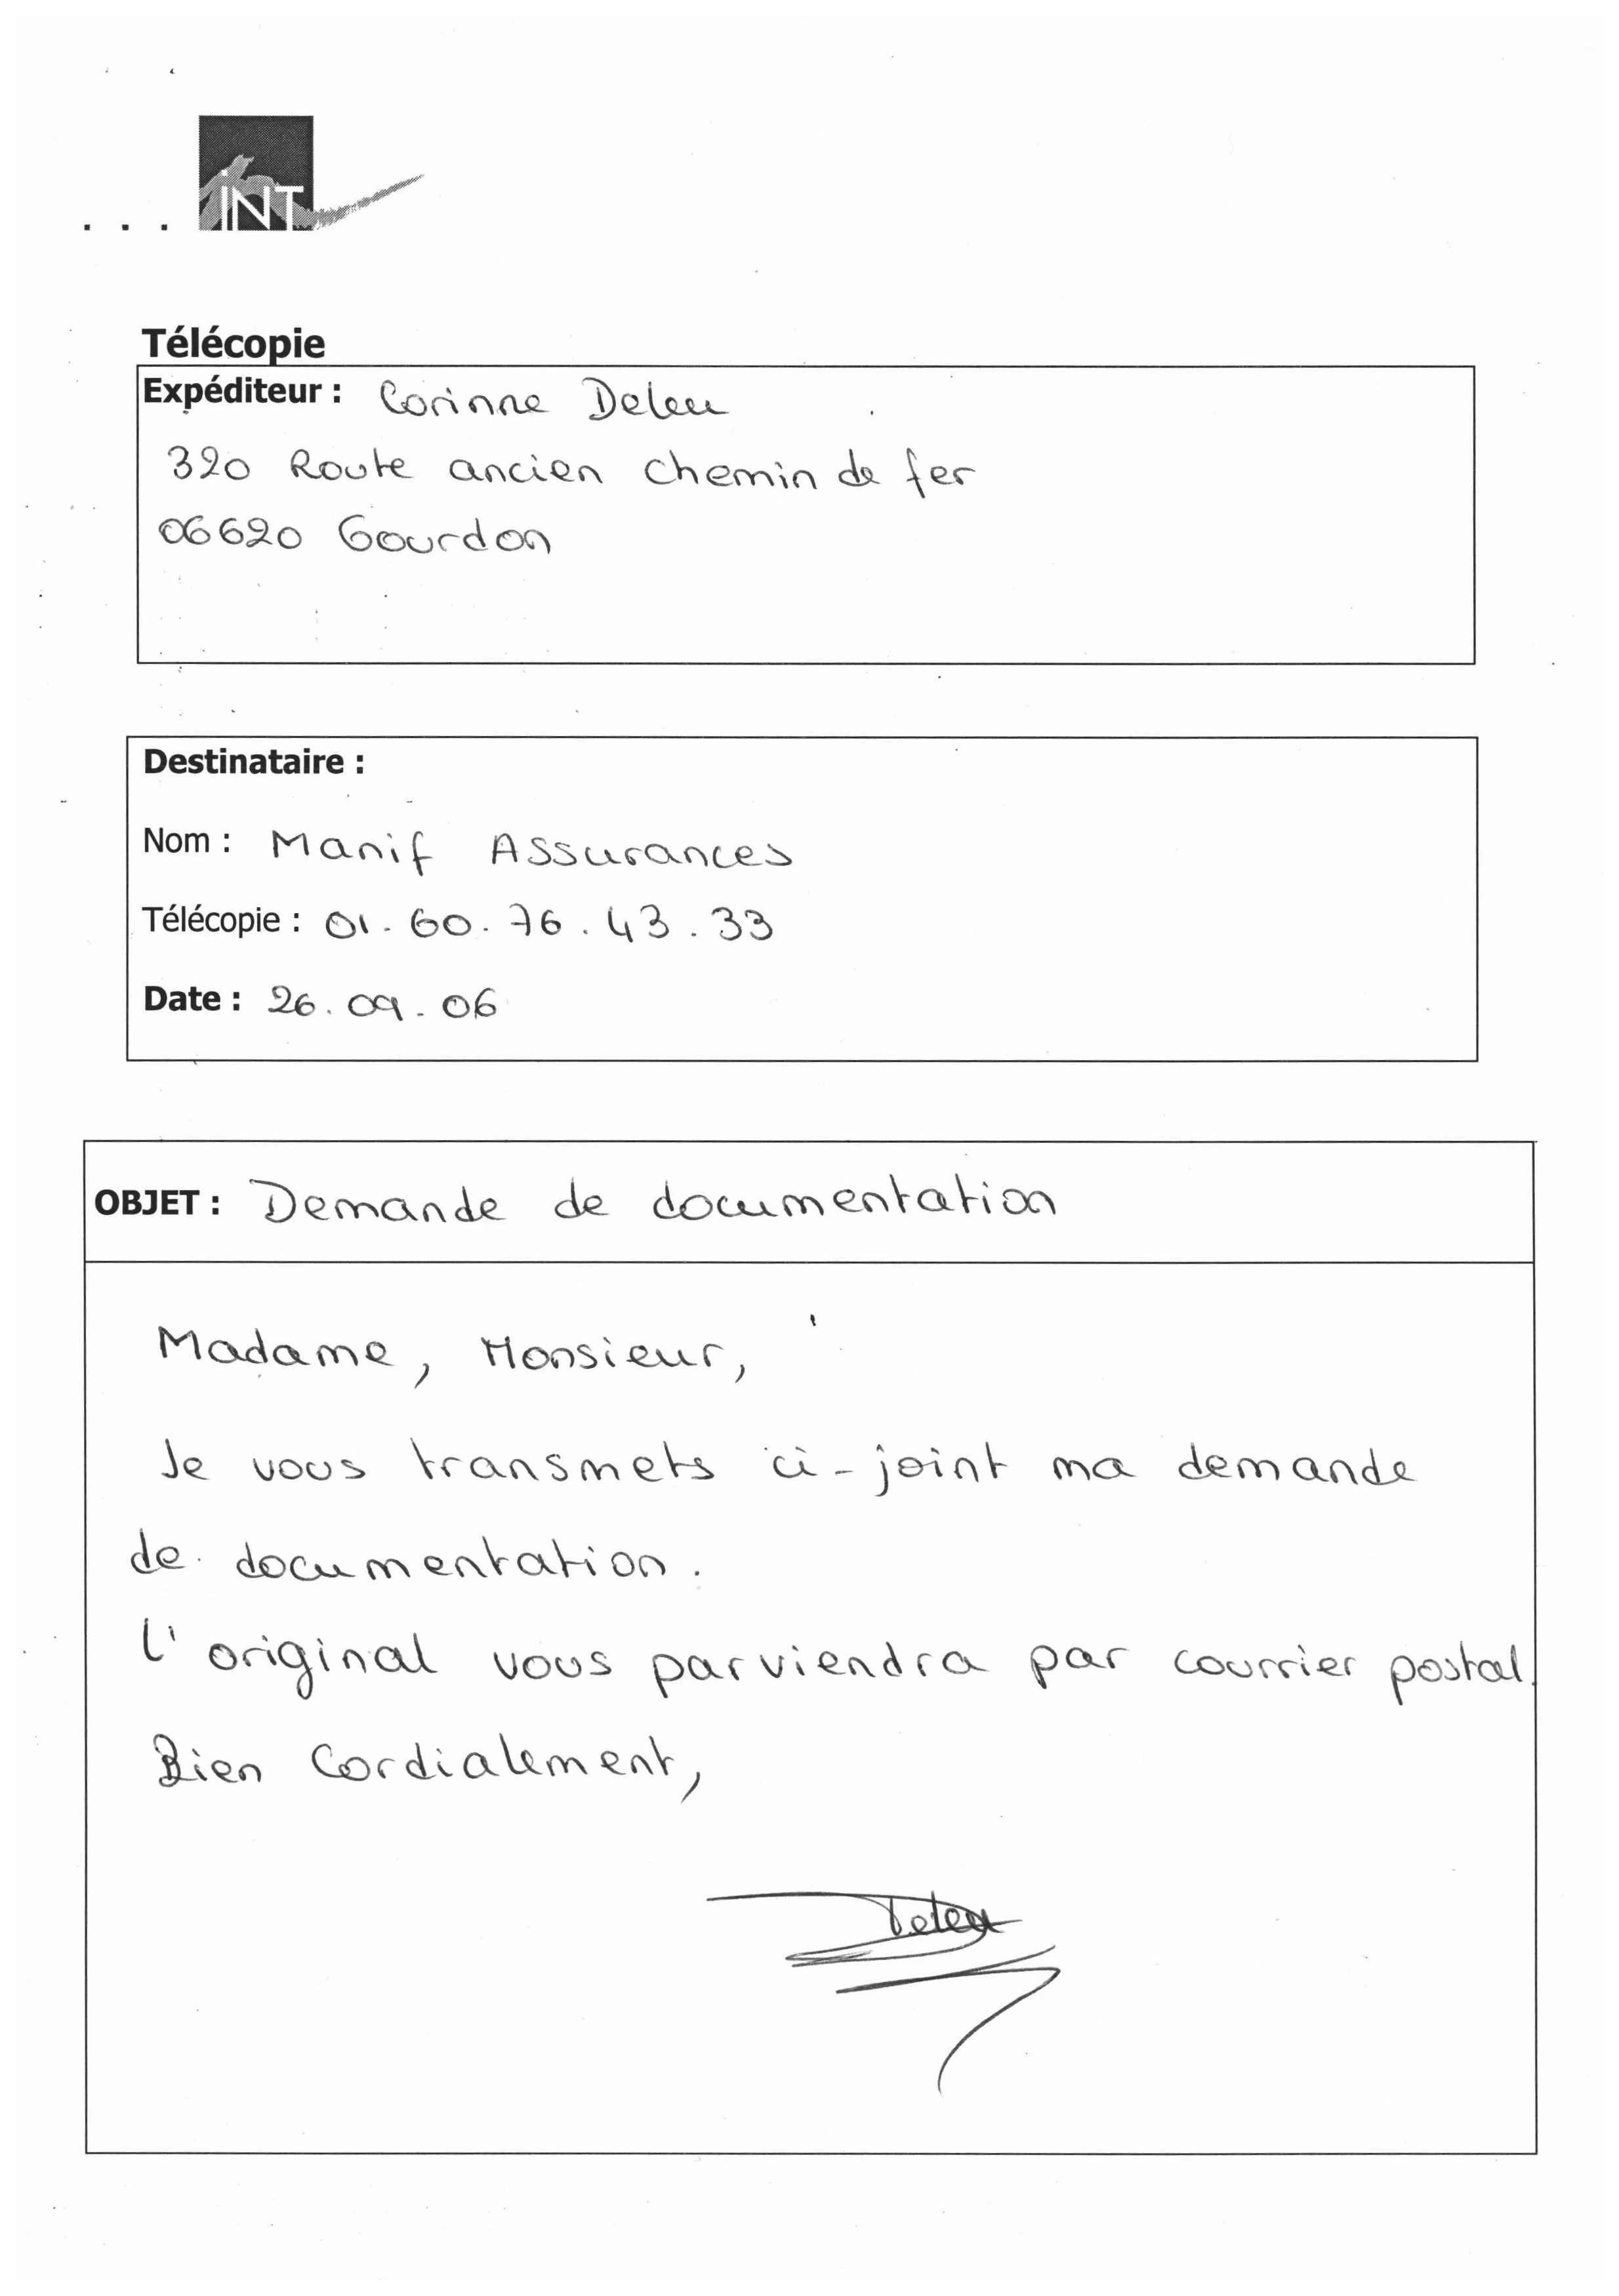 ... INT
Télécopie
Expéditeur : Corinne Deleu
320 Route ancien chemin de fer
06620 Gourdon
Destinataire :
Nom : Manif Assurances
Télécopie : 01.60.76.43.33
Date : 26.09.06
OBJET : Demande de documentation
Madame, Monsieur,
Je vous transmets ci-joint ma demande
de documentation.
L'original vous parviendra par courrier postal.
Bien Cordialement,
Deleu